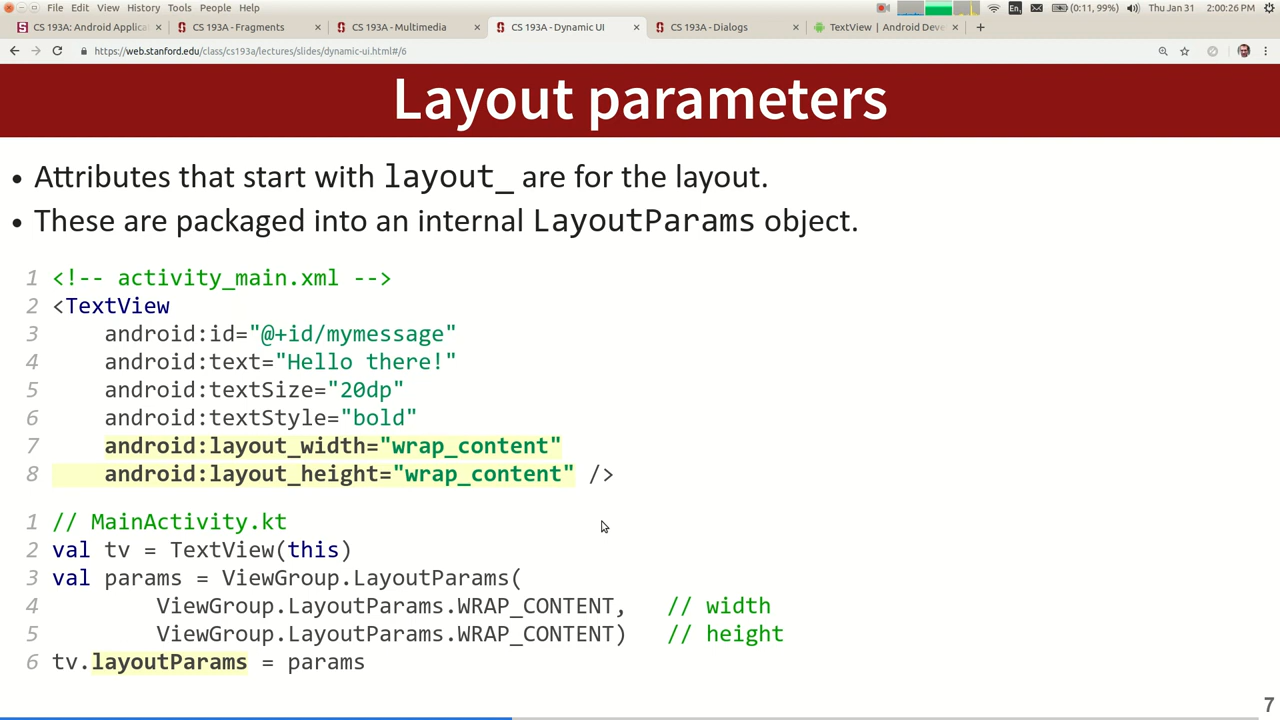 File Edit View History Tools People Help
En (0:11, 99%) Thu Jan 31 2:00:26 PM
CS 193A: Android Applica × CS 193A - Fragments × CS 193A - Multimedia × CS 193A - Dynamic UI × CS 193A - Dialogs × TextView | Android Deve ×
https://web.stanford.edu/class/cs193a/lectures/slides/dynamic-ui.html#/6
Layout parameters
• Attributes that start with layout_ are for the layout.
• These are packaged into an internal LayoutParams object.
1 <!-- activity_main.xml -->
2 <TextView
3 android:id="@+id/mymessage"
4 android:text="Hello there!"
5 android:textSize="20dp"
6 android:textStyle="bold"
7 android:layout_width="wrap_content"
8 android:layout_height="wrap_content" />
1 // MainActivity.kt
2 val tv = TextView(this)
3 val params = ViewGroup.LayoutParams(
4 ViewGroup.LayoutParams.WRAP_CONTENT, // width
5 ViewGroup.LayoutParams.WRAP_CONTENT) // height
6 tv.layoutParams = params
7